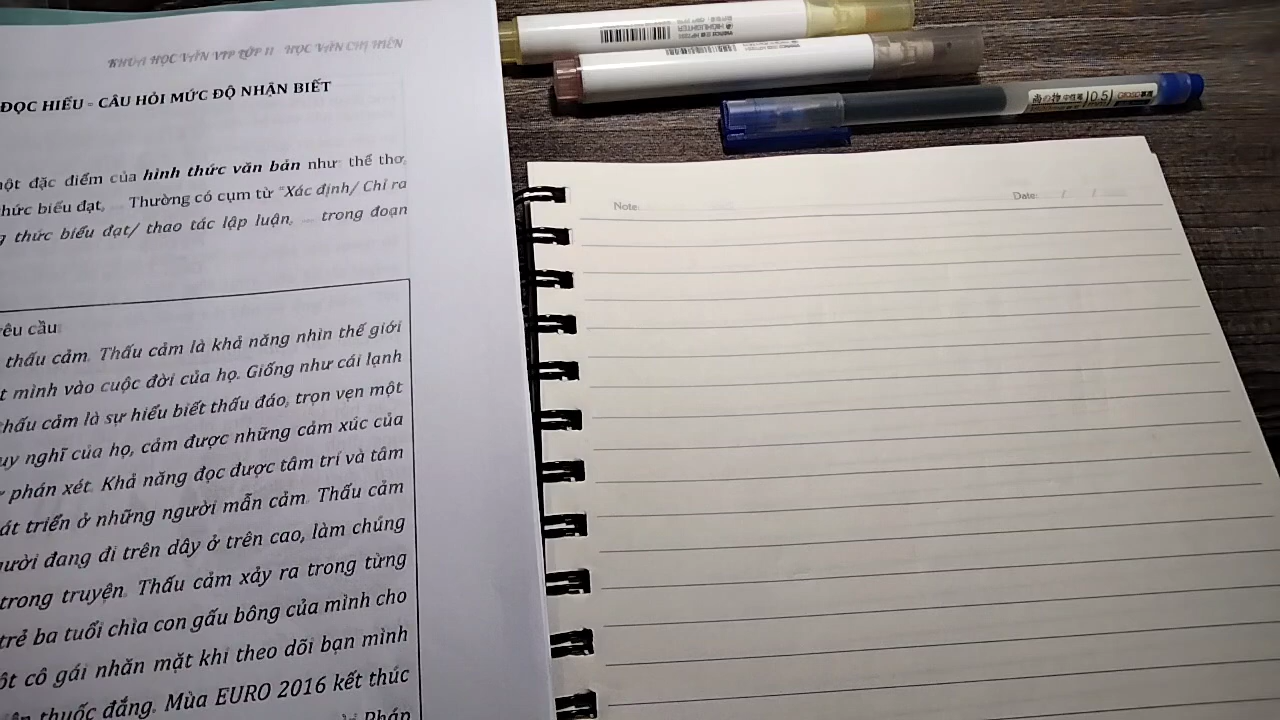 KHÓA HỌC VĂN VIP LỚP 11 HỌC VĂN CHỊ HIÊN
ĐỌC HIỂU - CÂU HỎI MỨC ĐỘ NHẬN BIẾT
một đặc điểm của hình thức văn bản như: thể thơ,
thức biểu đạt, ... Thường có cụm từ "Xác định/ Chỉ ra
thức biểu đạt/ thao tác lập luận, ... trong đoạn
yêu cầu:
thấu cảm. Thấu cảm là khả năng nhìn thế giới
mình vào cuộc đời của họ. Giống như cái lạnh
thấu cảm là sự hiểu biết thấu đáo, trọn vẹn một
nghĩ của họ, cảm được những cảm xúc của
phán xét. Khả năng đọc được tâm trí và tâm
triển ở những người mẫn cảm. Thấu cảm
người đang đi trên dây ở trên cao, làm chúng
trong truyện. Thấu cảm xảy ra trong từng
trẻ ba tuổi chìa con gấu bông của mình cho
cô gái nhăn mặt khi theo dõi bạn mình
thuốc đắng. Mùa EURO 2016 kết thúc
Pháp
HIGHLIGHTER
0.5
Note:
Date: / /